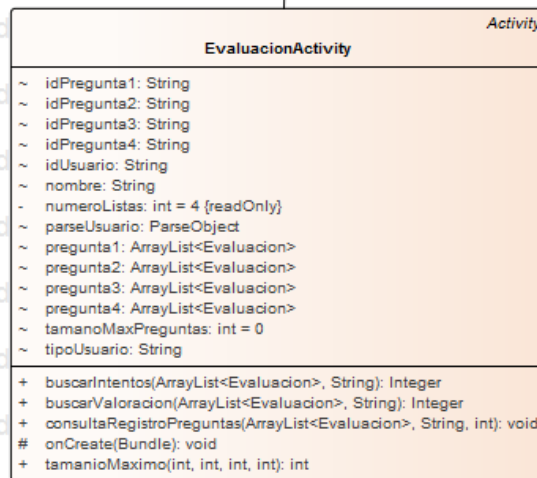 Activity
EvaluacionActivity
~ idPregunta1: String
~ idPregunta2: String
~ idPregunta3: String
~ idPregunta4: String
~ idUsuario: String
~ nombre: String
- numeroListas: int = 4 {readOnly}
~ parseUsuario: ParseObject
~ pregunta1: ArrayList<Evaluacion>
~ pregunta2: ArrayList<Evaluacion>
~ pregunta3: ArrayList<Evaluacion>
~ pregunta4: ArrayList<Evaluacion>
~ tamanoMaxPreguntas: int = 0
~ tipoUsuario: String
+ buscarIntentos(ArrayList<Evaluacion>, String): Integer
+ buscarValoracion(ArrayList<Evaluacion>, String): Integer
+ consultaRegistroPreguntas(ArrayList<Evaluacion>, String, int): void
# onCreate(Bundle): void
+ tamanioMaximo(int, int, int, int): int